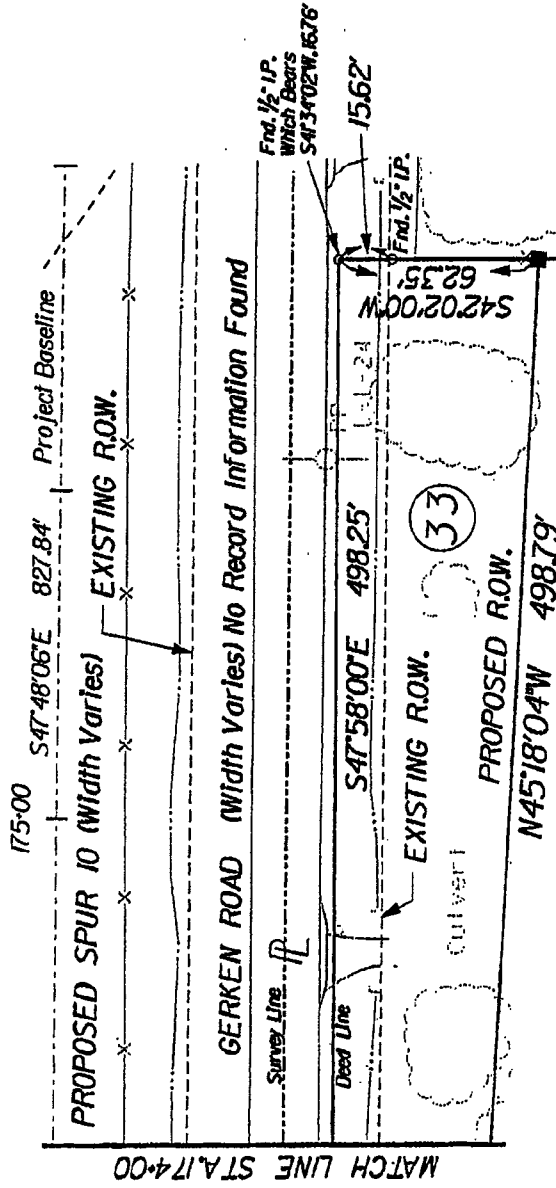 175+00
S47°48'06"E 827.84' Project Baseline
PROPOSED SPUR 10 (Width Varies)
EXISTING R.O.W.
GERKEN ROAD (Width Varies) No Record Information Found
Fnd. 1/2" I.P.
Which Bears
S41°34'02"W, 16.76'
15.62'
Fnd. 1/2" I.P.
Survey Line
PL
Deed Line
S47°58'00"E 498.25'
S42°02'00"W
62.35'
EXISTING R.O.W.
33
Culvert
PROPOSED R.O.W.
N45°18'04"W 498.79'
MATCH LINE STA.174+00